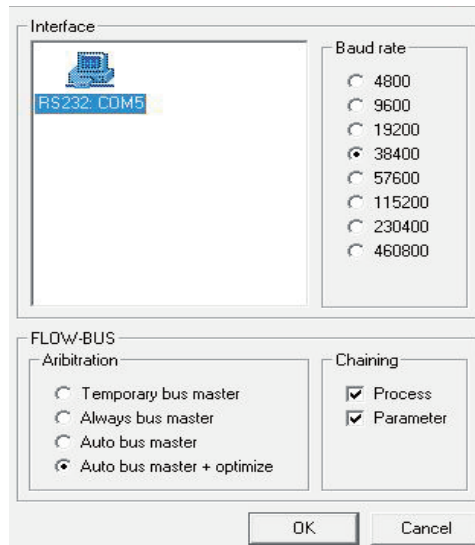 Interface
RS232: COM5
Baud rate
4800
9600
19200
38400
57600
115200
230400
460800
FLOW-BUS
Aribitration
Temporary bus master
Always bus master
Auto bus master
Auto bus master + optimize
Chaining
Process
Parameter
OK
Cancel